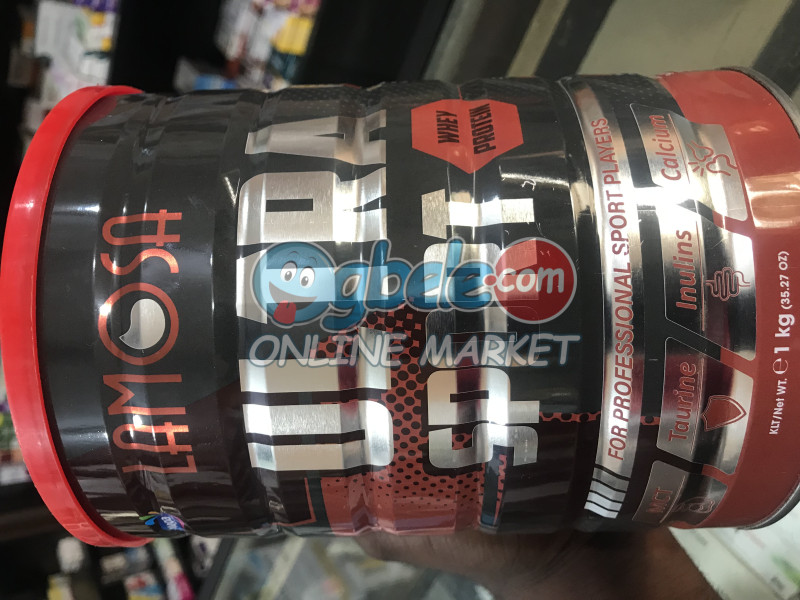 LAMOSA
SPORT
WHEY
PROTEIN
FOR PROFESSIONAL SPORT PLAYERS
MCT
Taurine
Inulins
Calcium
KLT/Net WT. ℮ 1 kg (35.27 OZ)
gbele.com
ONLINE MARKET